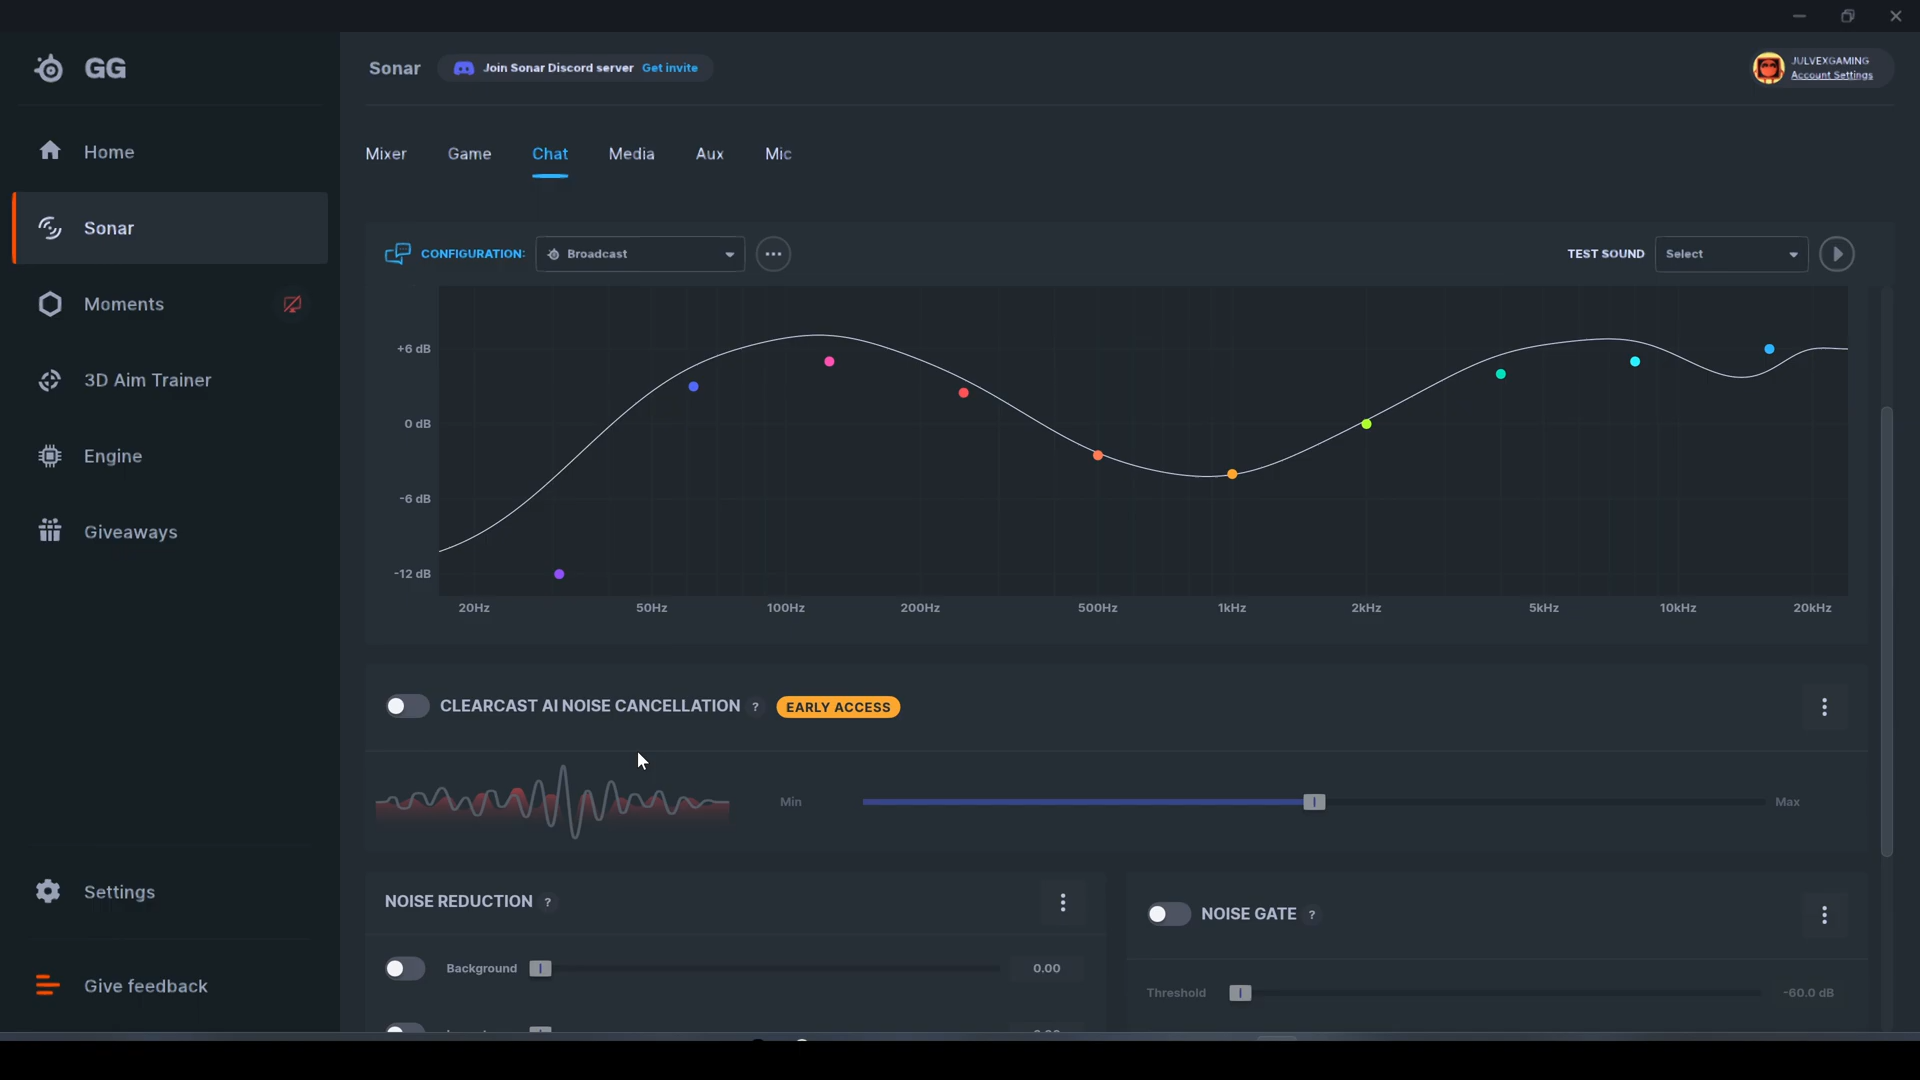 GG
Sonar
Join Sonar Discord server Get invite
JULVEXGAMING
Account Settings
Home
Sonar
Moments
3D Aim Trainer
Engine
Giveaways
Settings
Give feedback
Mixer Game Chat Media Aux Mic
CONFIGURATION: Broadcast
TEST SOUND Select
+6 dB
0 dB
-6 dB
-12 dB
20Hz 50Hz 100Hz 200Hz 500Hz 1kHz 2kHz 5kHz 10kHz 20kHz
CLEARCAST AI NOISE CANCELLATION ? EARLY ACCESS
Min Max
NOISE REDUCTION ?
Background 0.00
NOISE GATE ?
Threshold -60.0 dB